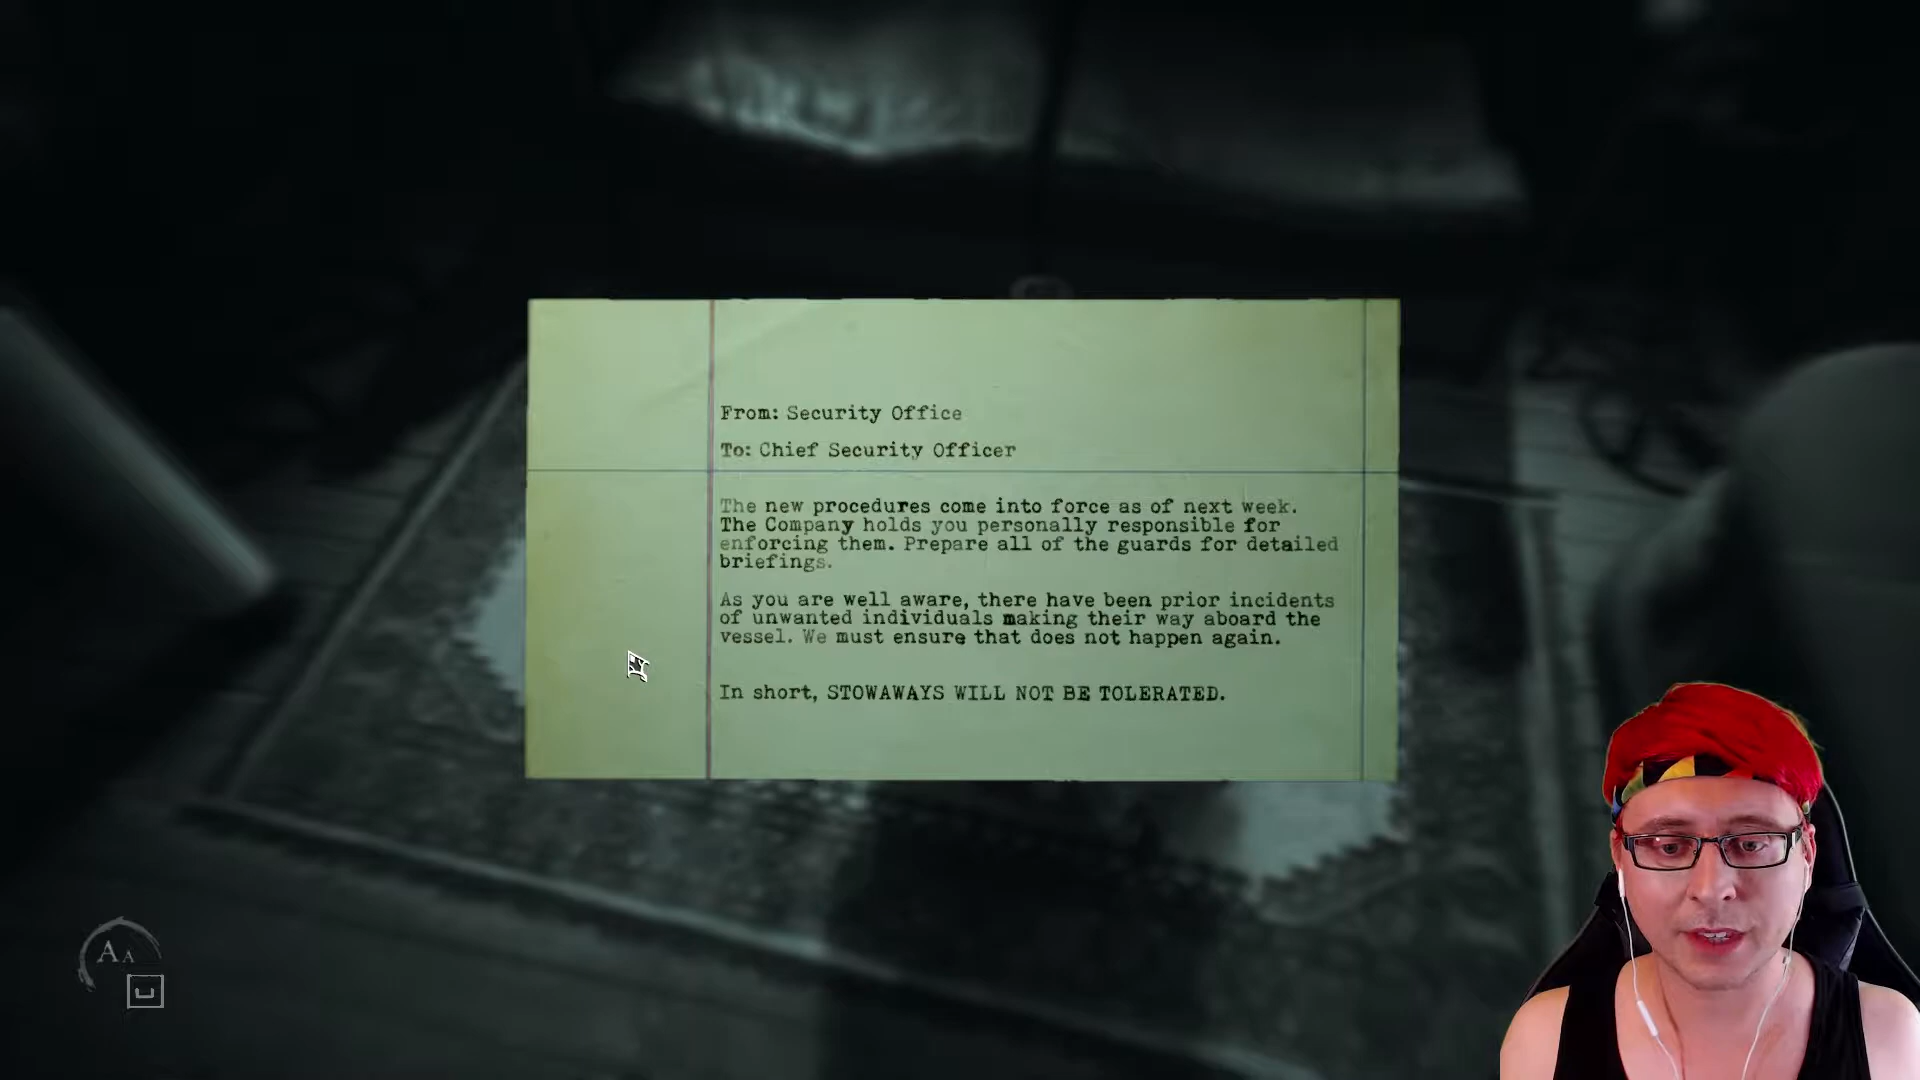 From: Security Office
To: Chief Security Officer
The new procedures come into force as of next week.
The Company holds you personally responsible for
enforcing them. Prepare all of the guards for detailed
briefings.
As you are well aware, there have been prior incidents
of unwanted individuals making their way aboard the
vessel. We must ensure that does not happen again.
In short, STOWAWAYS WILL NOT BE TOLERATED.
AA